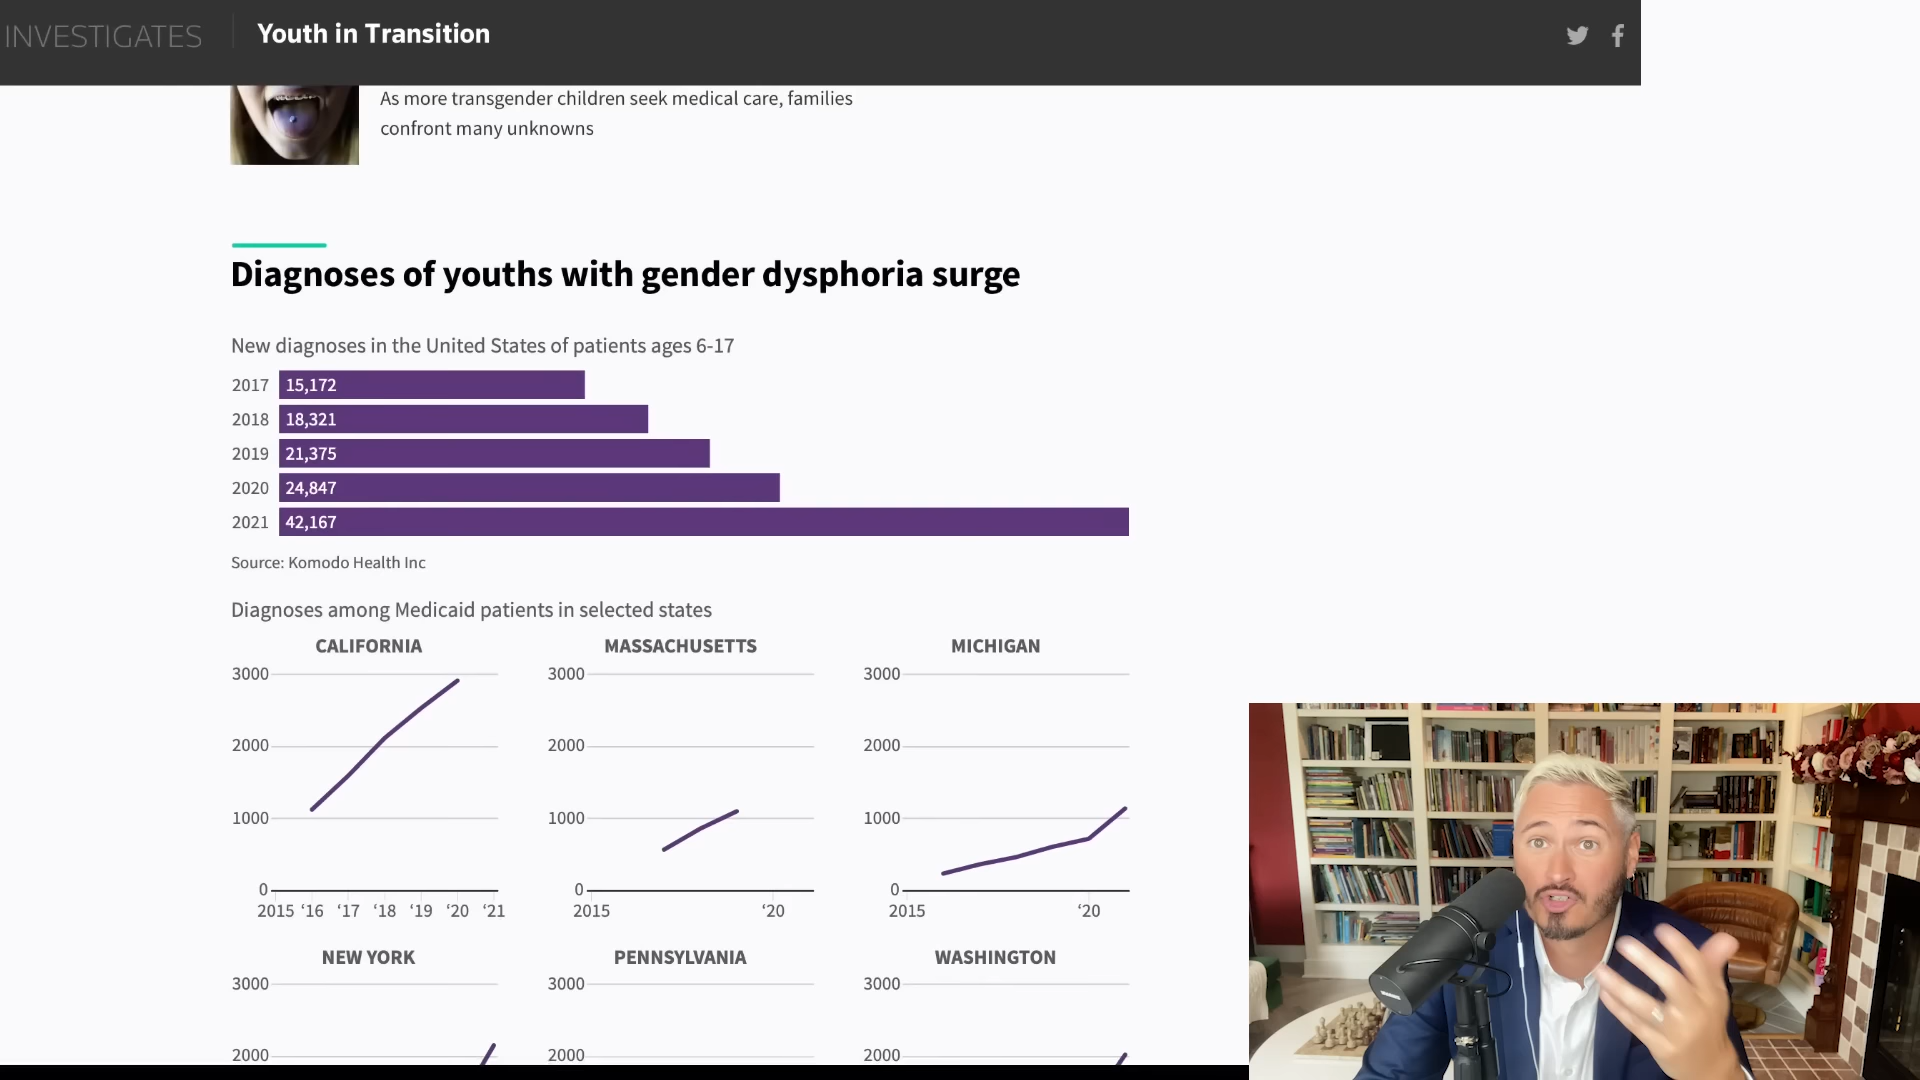 INVESTIGATES
Youth in Transition
As more transgender children seek medical care, families
confront many unknowns
Diagnoses of youths with gender dysphoria surge
New diagnoses in the United States of patients ages 6-17
2017 15,172
2018 18,321
2019 21,375
2020 24,847
2021 42,167
Source: Komodo Health Inc
Diagnoses among Medicaid patients in selected states
CALIFORNIA MASSACHUSETTS MICHIGAN
3000 3000 3000
2000 2000 2000
1000 1000 1000
0 0 0
2015 ‘16 ‘17 ‘18 ‘19 ‘20 ‘21 2015 ‘20 2015 ‘20
NEW YORK PENNSYLVANIA WASHINGTON
3000 3000 3000
2000 2000 2000